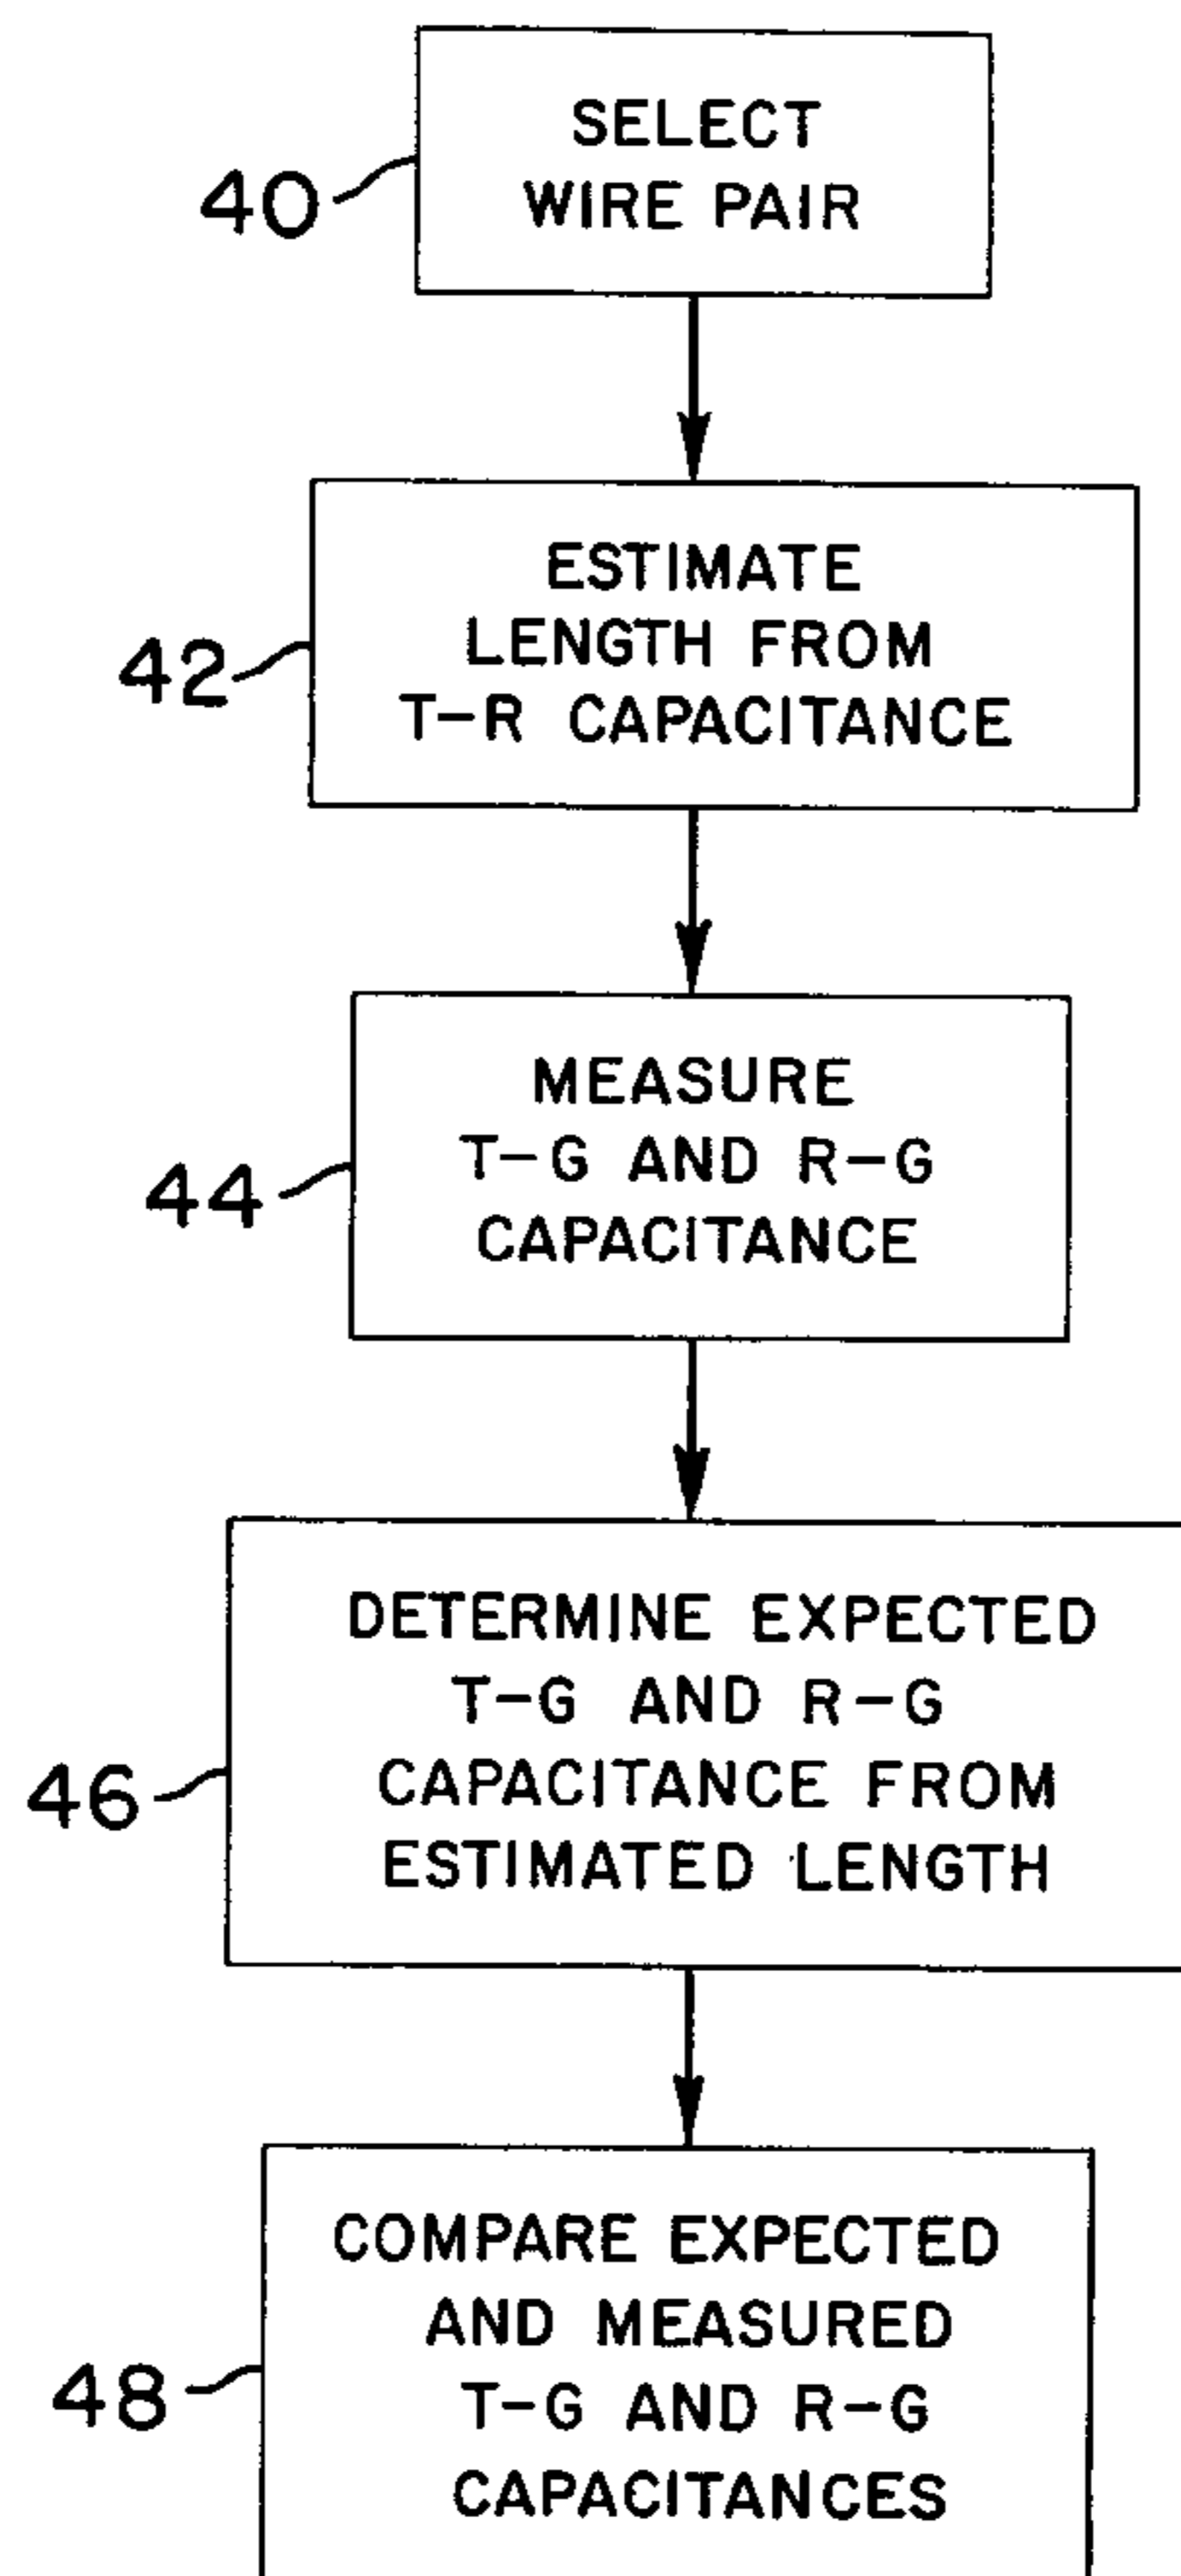 SELECT
WIRE PAIR
40
ESTIMATE
LENGTH FROM
T-R CAPACITANCE
42
MEASURE
T-G AND R-G
CAPACITANCE
44
DETERMINE EXPECTED
T-G AND R-G
CAPACITANCE FROM
ESTIMATED LENGTH
46
COMPARE EXPECTED
AND MEASURED
T-G AND R-G
CAPACITANCES
48